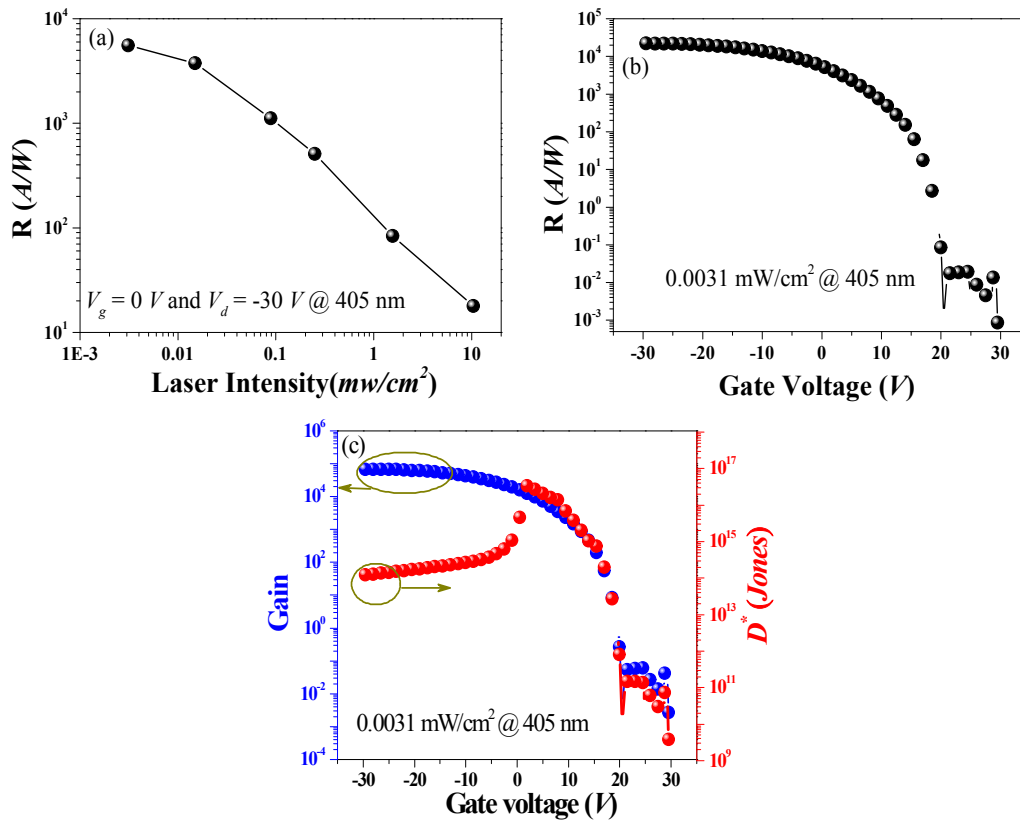 (a)
R (A/W)
10^4
10^3
10^2
10^1
V_g = 0 V and V_d = -30 V @ 405 nm
1E-3 0.01 0.1 1 10
Laser Intensity(mw/cm^2)
(b)
R (A/W)
10^5
10^4
10^3
10^2
10^1
10^0
10^-1
10^-2
10^-3
0.0031 mW/cm^2 @ 405 nm
-30 -20 -10 0 10 20 30
Gate Voltage (V)
(c)
Gain
10^6
10^4
10^2
10^0
10^-2
10^-4
0.0031 mW/cm^2 @ 405 nm
10^17
10^15
10^13
10^11
10^9
D^* (Jones)
-30 -20 -10 0 10 20 30
Gate voltage (V)